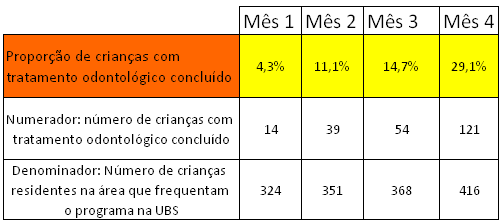 Mês 1 Mês 2 Mês 3 Mês 4
Proporção de crianças com
tratamento odontológico concluído
4,3% 11,1% 14,7% 29,1%
Numerador: número de crianças com
tratamento odontológico concluído
14 39 54 121
Denominador: Número de crianças
residentes na área que frequentam
o programa na UBS
324 351 368 416